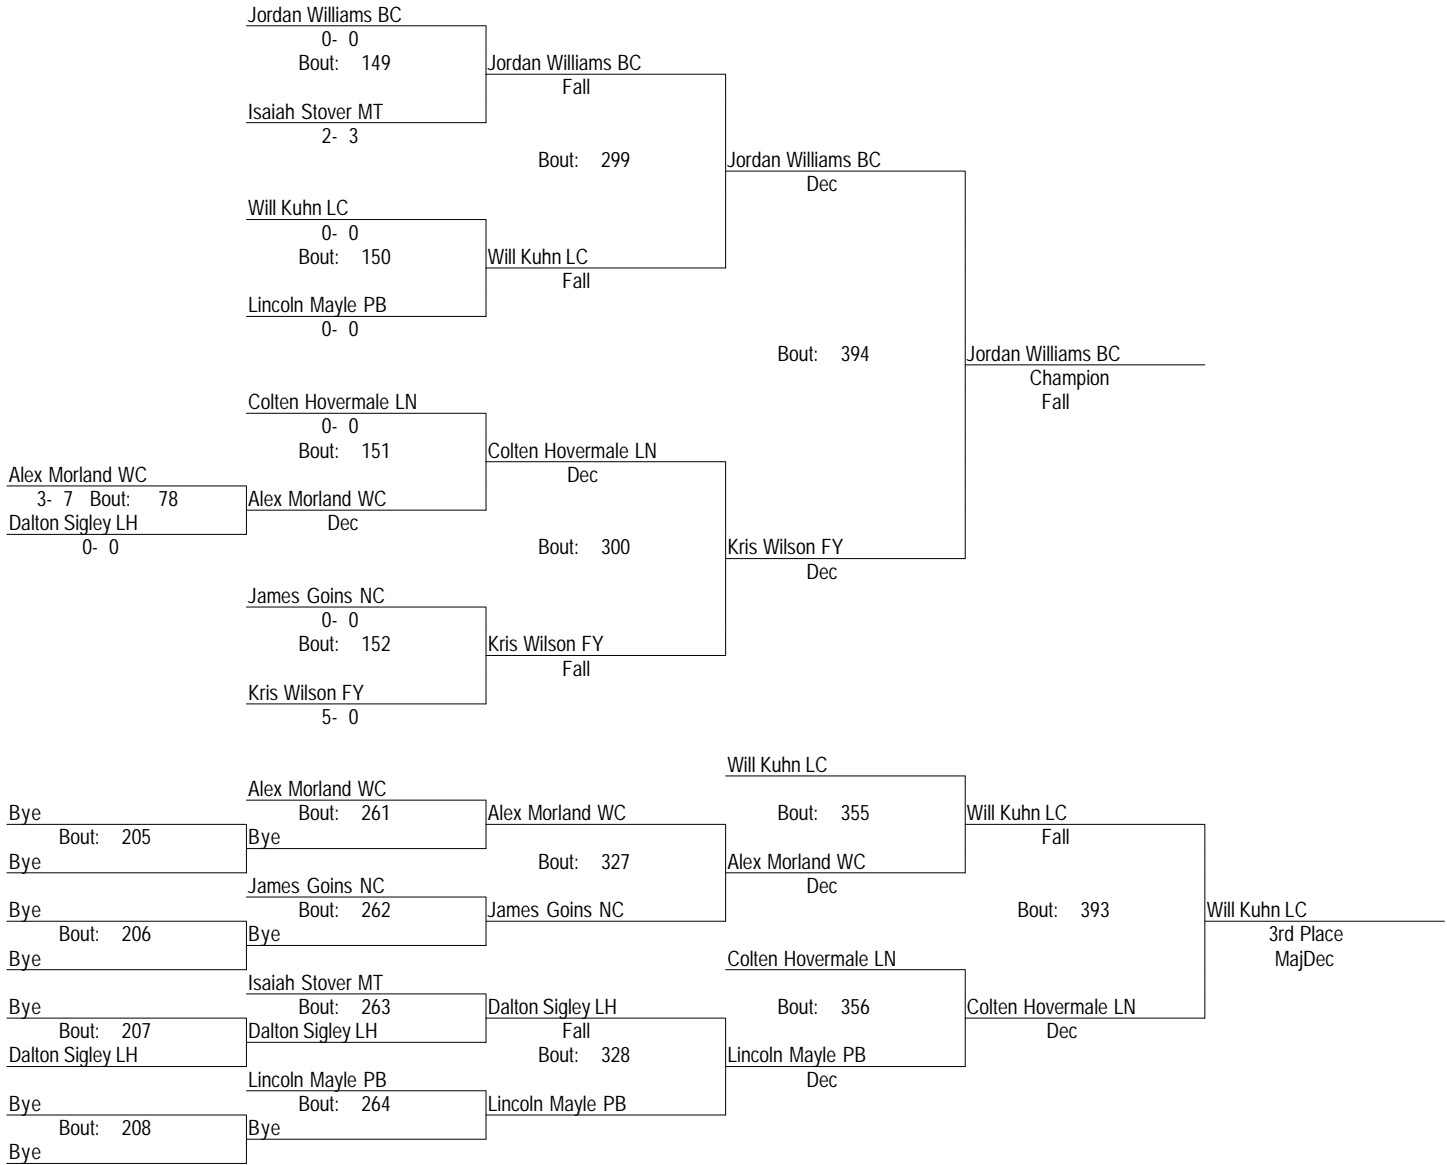 Jordan Williams BC
0- 0
Bout: 149
Jordan Williams BC
Fall
Isaiah Stover MT
2- 3
Bout: 299
Jordan Williams BC
Dec
Will Kuhn LC
0- 0
Bout: 150
Will Kuhn LC
Fall
Lincoln Mayle PB
0- 0
Bout: 394
Jordan Williams BC
Champion
Fall
Colten Hovermale LN
0- 0
Bout: 151
Colten Hovermale LN
Dec
Alex Morland WC
3- 7 Bout: 78
Alex Morland WC
Dec
Dalton Sigley LH
0- 0
Bout: 300
Kris Wilson FY
Dec
James Goins NC
0- 0
Bout: 152
Kris Wilson FY
Fall
Kris Wilson FY
5- 0
Will Kuhn LC
Alex Morland WC
Bye
Bout: 261
Alex Morland WC
Bout: 355
Will Kuhn LC
Fall
Bout: 205
Bye
Bye
Bout: 327
Alex Morland WC
Dec
James Goins NC
Bye
Bout: 262
James Goins NC
Bout: 393
Will Kuhn LC
3rd Place
MajDec
Bout: 206
Bye
Bye
Colten Hovermale LN
Isaiah Stover MT
Bye
Bout: 263
Dalton Sigley LH
Fall
Bout: 356
Colten Hovermale LN
Dec
Bout: 207
Dalton Sigley LH
Dalton Sigley LH
Bout: 328
Lincoln Mayle PB
Dec
Lincoln Mayle PB
Bye
Bout: 264
Lincoln Mayle PB
Bout: 208
Bye
Bye